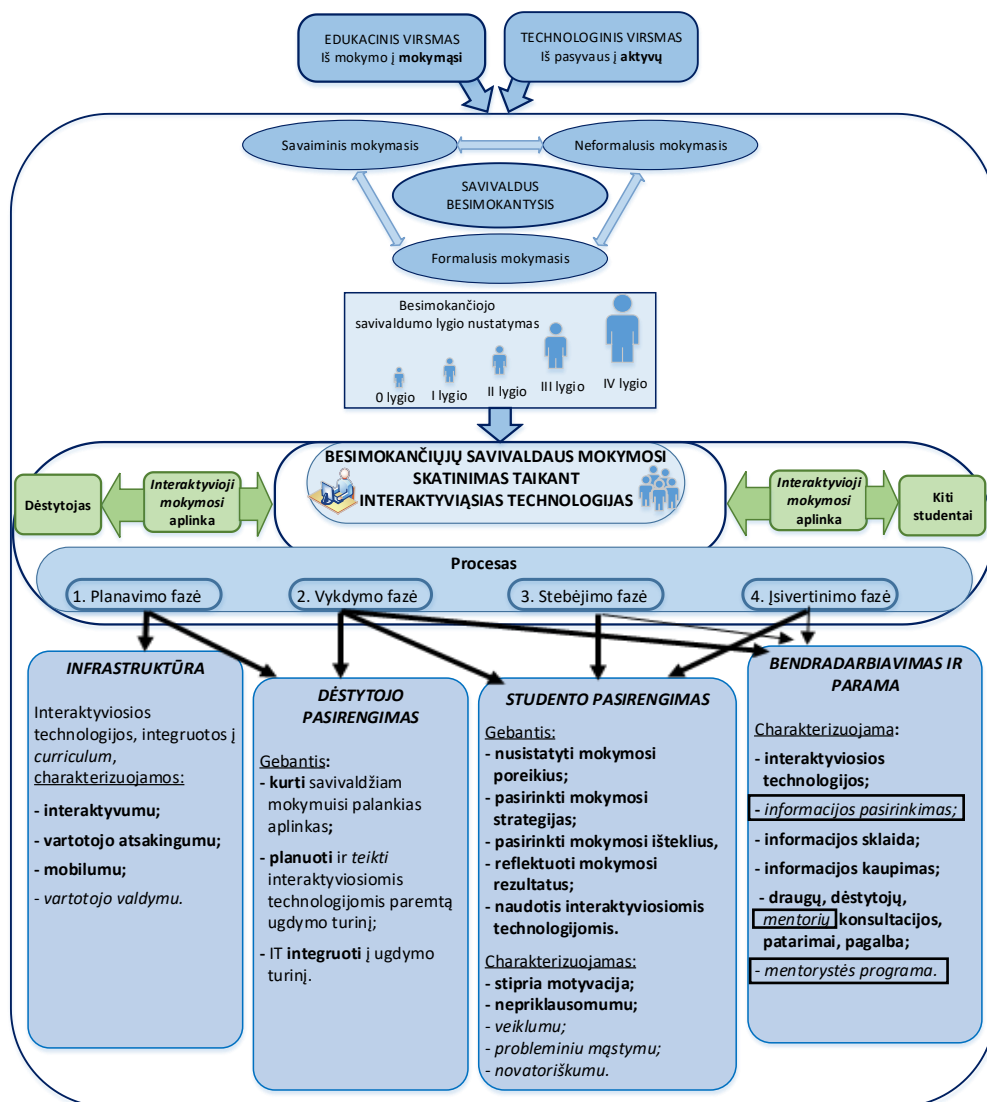 EDUKACINIS VIRSMAS
Iš mokymo į mokymąsi
TECHNOLOGINIS VIRSMAS
Iš pasyvaus į aktyvų
Savaiminis mokymasis
Neformalusis mokymasis
SAVIVALDUS
BESIMOKANTYSIS
Formalusis mokymasis
Besimokančiojo
savivaldumo lygio nustatymas
0 lygio
I lygio
II lygio
III lygio
IV lygio
BESIMOKANČIŲJŲ SAVIVALDAUS MOKYMOSI
SKATINIMAS TAIKANT
INTERAKTYVIĄSIAS TECHNOLOGIJAS
Dėstytojas
Interaktyvioji
mokymosi
aplinka
Interaktyvioji
mokymosi
aplinka
Kiti
studentai
Procesas
1. Planavimo fazė
2. Vykdymo fazė
3. Stebėjimo fazė
4. Įsivertinimo fazė
INFRASTRUKTŪRA
Interaktyviosios
technologijos, integruotos į
curriculum,
charakterizuojamos:
- interaktyvumu;
- vartotojo atsakingumu;
- mobilumu;
- vartotojo valdymu.
DĖSTYTOJO
PASIRENGIMAS
Gebantis:
- kurti savivaldžiam
mokymuisi palankias
aplinkas;
- planuoti ir teikti
interaktyviosiomis
technologijomis paremtą
ugdymo turinį;
- IT integruoti į ugdymo
turinį.
STUDENTO PASIRENGIMAS
Gebantis:
- nusistatyti mokymosi
poreikius;
- pasirinkti mokymosi
strategijas;
- pasirinkti mokymosi išteklius,
- reflektuoti mokymosi
rezultatus;
- naudotis interaktyviosiomis
technologijomis.
Charakterizuojamas:
- stipria motyvacija;
- nepriklausomumu;
- veiklumu;
- probleminiu mąstymu;
- novatoriškumu.
BENDRADARBIAVIMAS IR
PARAMA
Charakterizuojama:
- interaktyviosios
technologijos;
- informacijos pasirinkimas;
- informacijos sklaida;
- informacijos kaupimas;
- draugų, dėstytojų,
mentorių konsultacijos,
patarimai, pagalba;
- mentorystės programa.